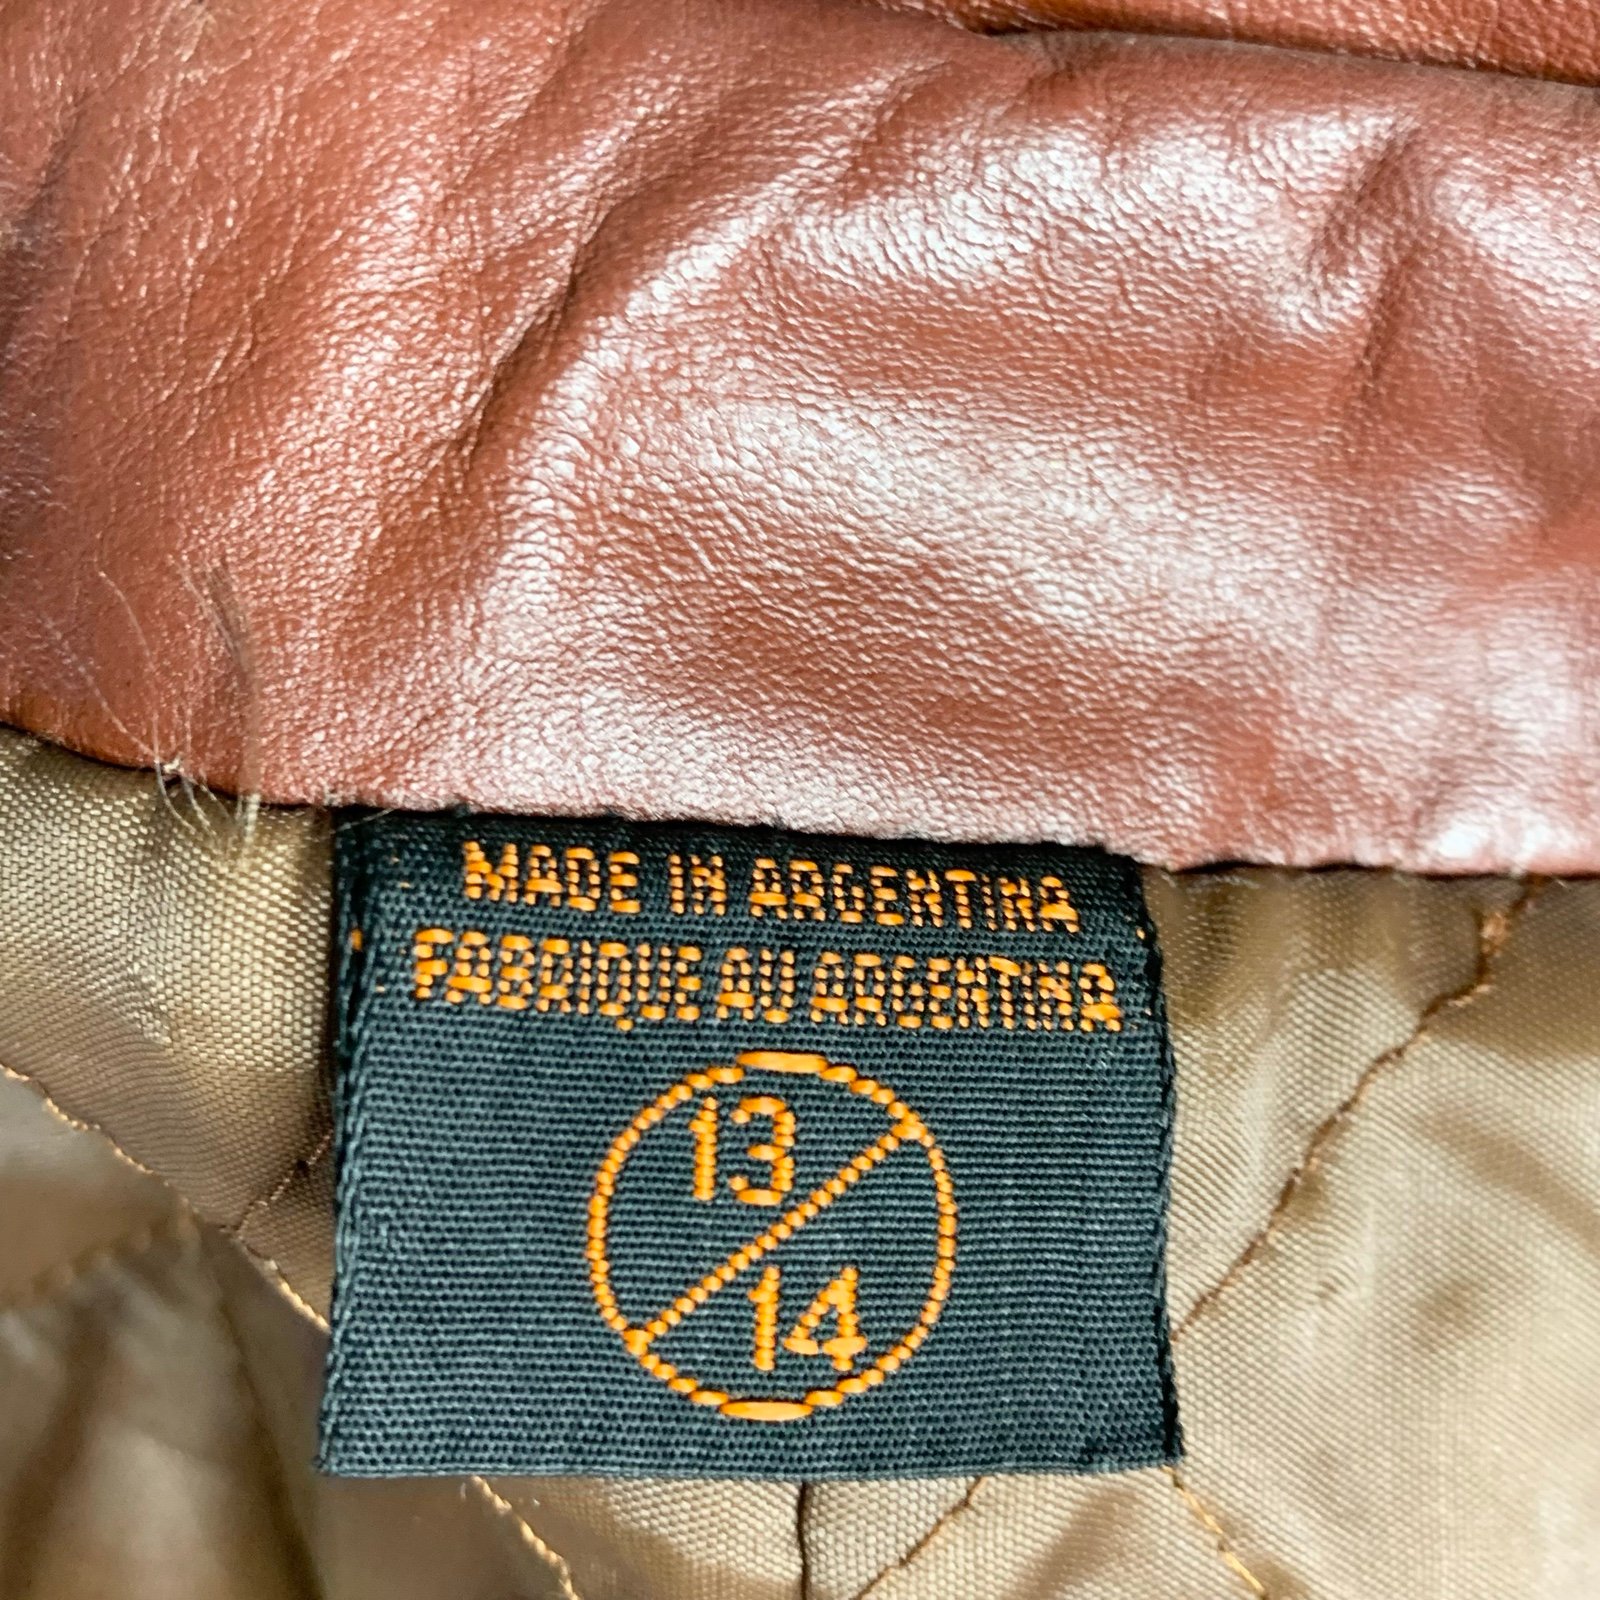 MADE IN ARGENTINA
FABRIQUE AU ARGENTINA
13
14